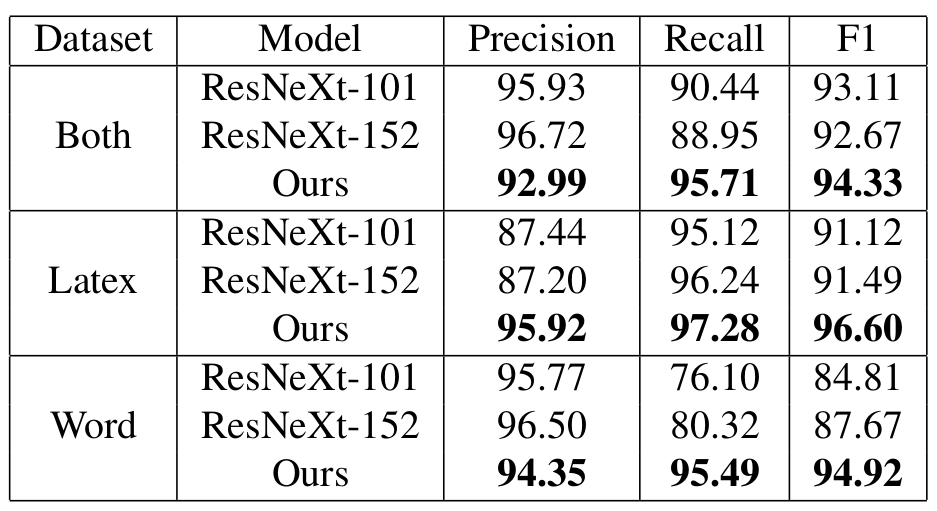 Dataset Model Precision Recall F1
ResNeXt-101 95.93 90.44 93.11
Both ResNeXt-152 96.72 88.95 92.67
Ours 92.99 95.71 94.33
ResNeXt-101 87.44 95.12 91.12
Latex ResNeXt-152 87.20 96.24 91.49
Ours 95.92 97.28 96.60
ResNeXt-101 95.77 76.10 84.81
Word ResNeXt-152 96.50 80.32 87.67
Ours 94.35 95.49 94.92